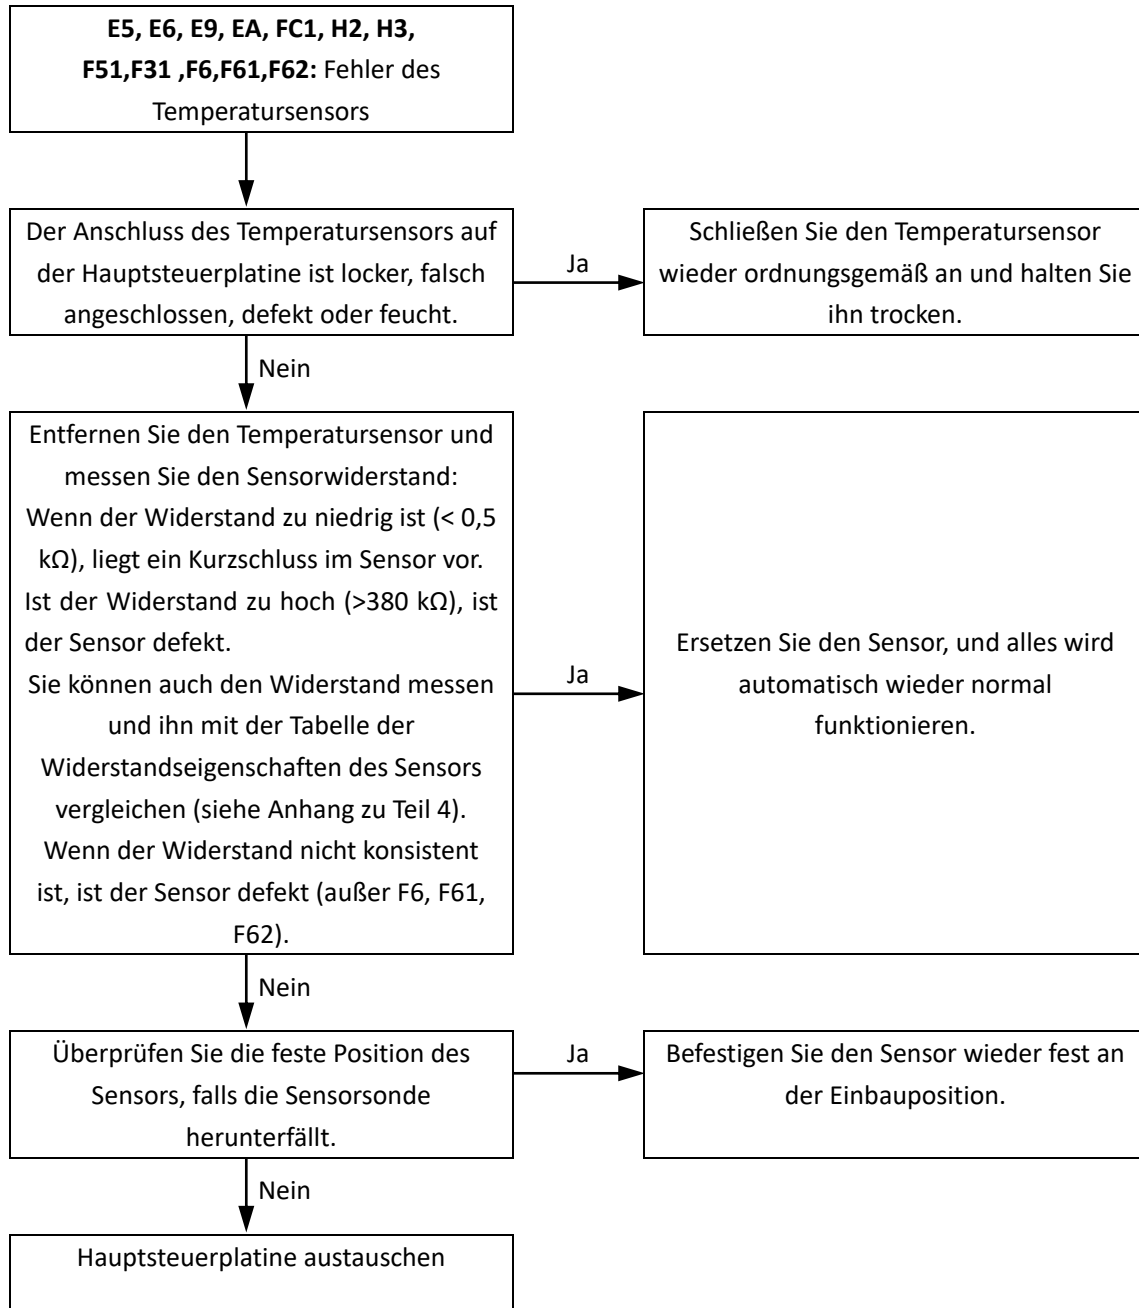 E5, E6, E9, EA, FC1, H2, H3,
F51,F31 ,F6,F61,F62: Fehler des
Temperatursensors
Der Anschluss des Temperatursensors auf
der Hauptsteuerplatine ist locker, falsch
angeschlossen, defekt oder feucht.
Ja
Schließen Sie den Temperatursensor
wieder ordnungsgemäß an und halten Sie
ihn trocken.
Nein
Entfernen Sie den Temperatursensor und
messen Sie den Sensorwiderstand:
Wenn der Widerstand zu niedrig ist (< 0,5
kΩ), liegt ein Kurzschluss im Sensor vor.
Ist der Widerstand zu hoch (>380 kΩ), ist
der Sensor defekt.
Sie können auch den Widerstand messen
und ihn mit der Tabelle der
Widerstandseigenschaften des Sensors
vergleichen (siehe Anhang zu Teil 4).
Wenn der Widerstand nicht konsistent
ist, ist der Sensor defekt (außer F6, F61,
F62).
Ja
Ersetzen Sie den Sensor, und alles wird
automatisch wieder normal
funktionieren.
Nein
Überprüfen Sie die feste Position des
Sensors, falls die Sensorsonde
herunterfällt.
Ja
Befestigen Sie den Sensor wieder fest an
der Einbauposition.
Nein
Hauptsteuerplatine austauschen